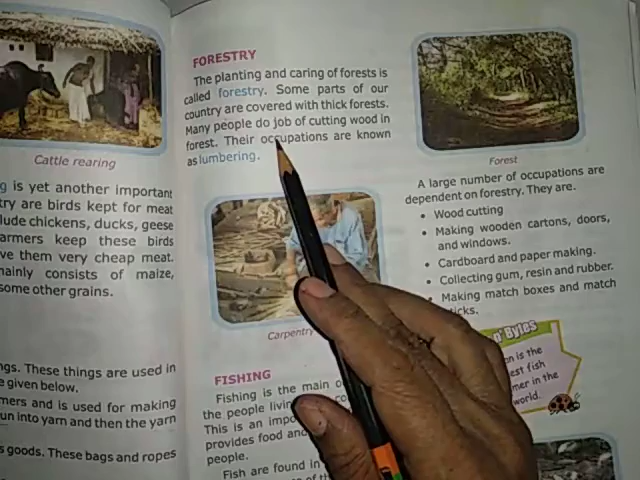 Cattle rearing
is yet another important
try are birds kept for meat
lude chickens, ducks, geese
armers keep these birds
ve them very cheap meat.
mainly consists of maize,
some other grains.
ngs. These things are used in
e given below.
mers and is used for making
un into yarn and then the yarn
s goods. These bags and ropes
FORESTRY
The planting and caring of forests is
called forestry. Some parts of our
country are covered with thick forests.
Many people do job of cutting wood in
forest. Their occupations are known
as lumbering.
Carpentry
FISHING
Fishing is the main
the people
This is an
provides food
people.
Fish are found in
Forest
A large number of occupations are
dependent on forestry. They are.
• Wood cutting
• Making wooden cartons, doors,
and windows.
• Cardboard and paper making.
• Collecting gum, resin and rubber.
Making match boxes and match
n' Bytes
is the
est fish
mer in the
world.